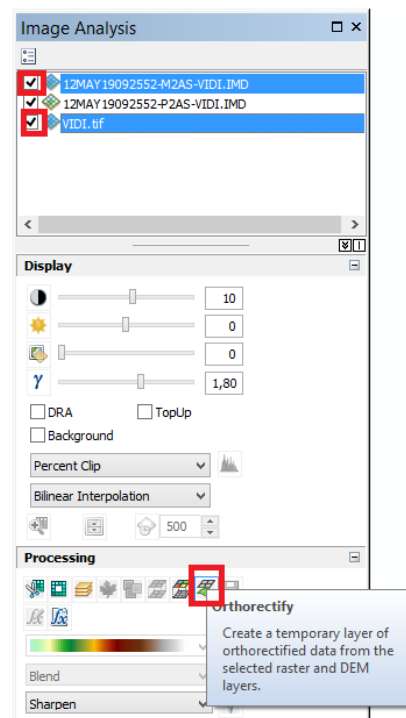 Image Analysis
12MAY19092552-M2AS-VIDI.IMD
12MAY19092552-P2AS-VIDI.IMD
VIDI.tif
Display
10
0
0
γ
1,80
DRA TopUp
Background
Percent Clip
Bilinear Interpolation
500
Processing
Orthorectify
Create a temporary layer of
orthorectified data from the
selected raster and DEM
layers.
fx
Blend
Sharpen